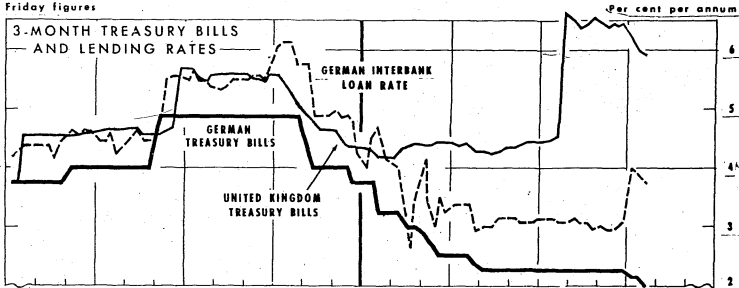 Friday figures
Per cent per annum
3-MONTH TREASURY BILLS
AND LENDING RATES
6
GERMAN INTERBANK
LOAN RATE
5
GERMAN
TREASURY BILLS
4
UNITED KINGDOM
TREASURY BILLS
3
2